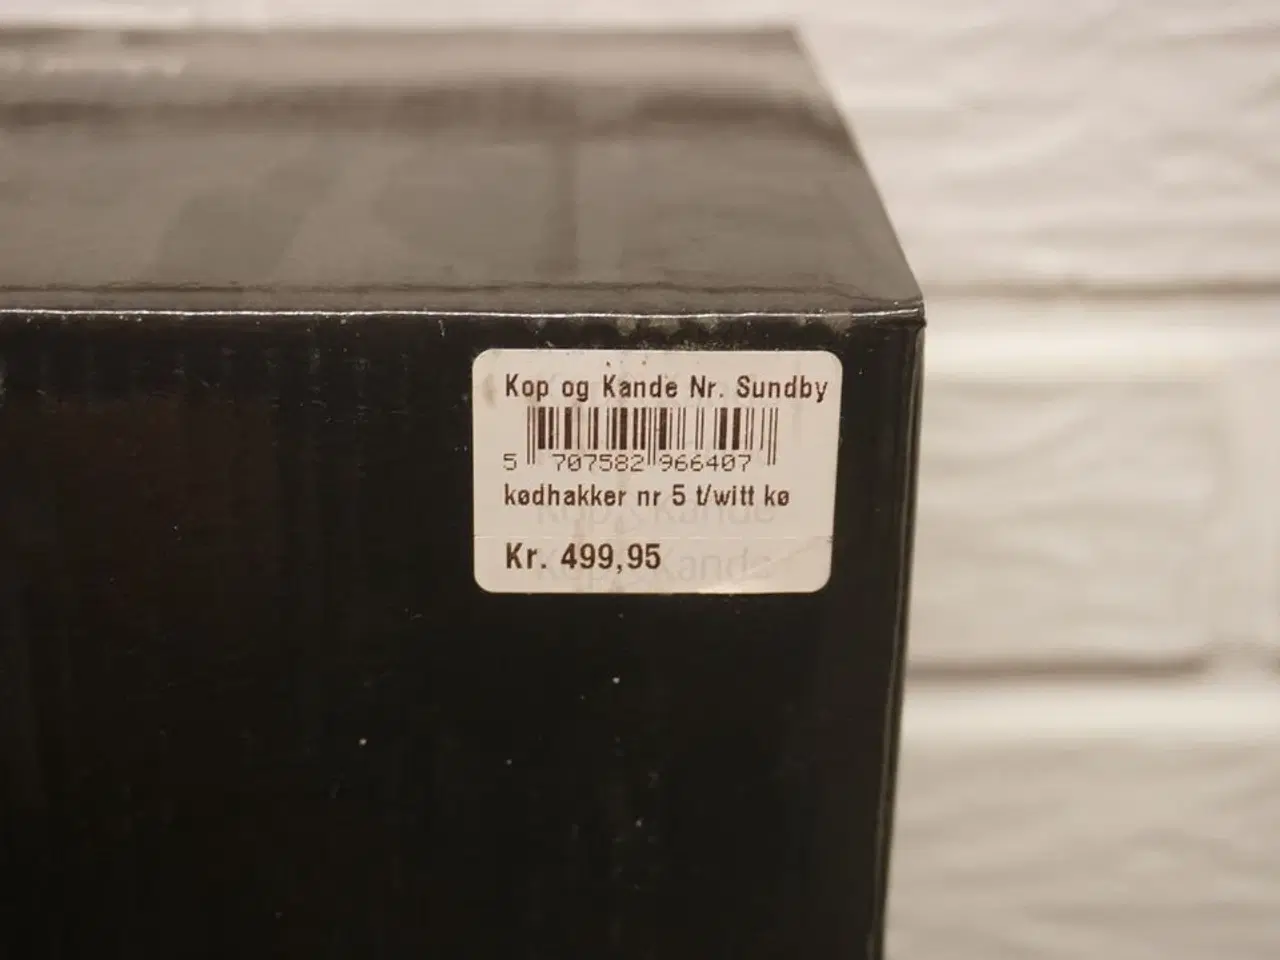 Kop og Kande Nr. Sundby
5 707582 966407
kødhakker nr 5 t/witt kø
Kr. 499,95